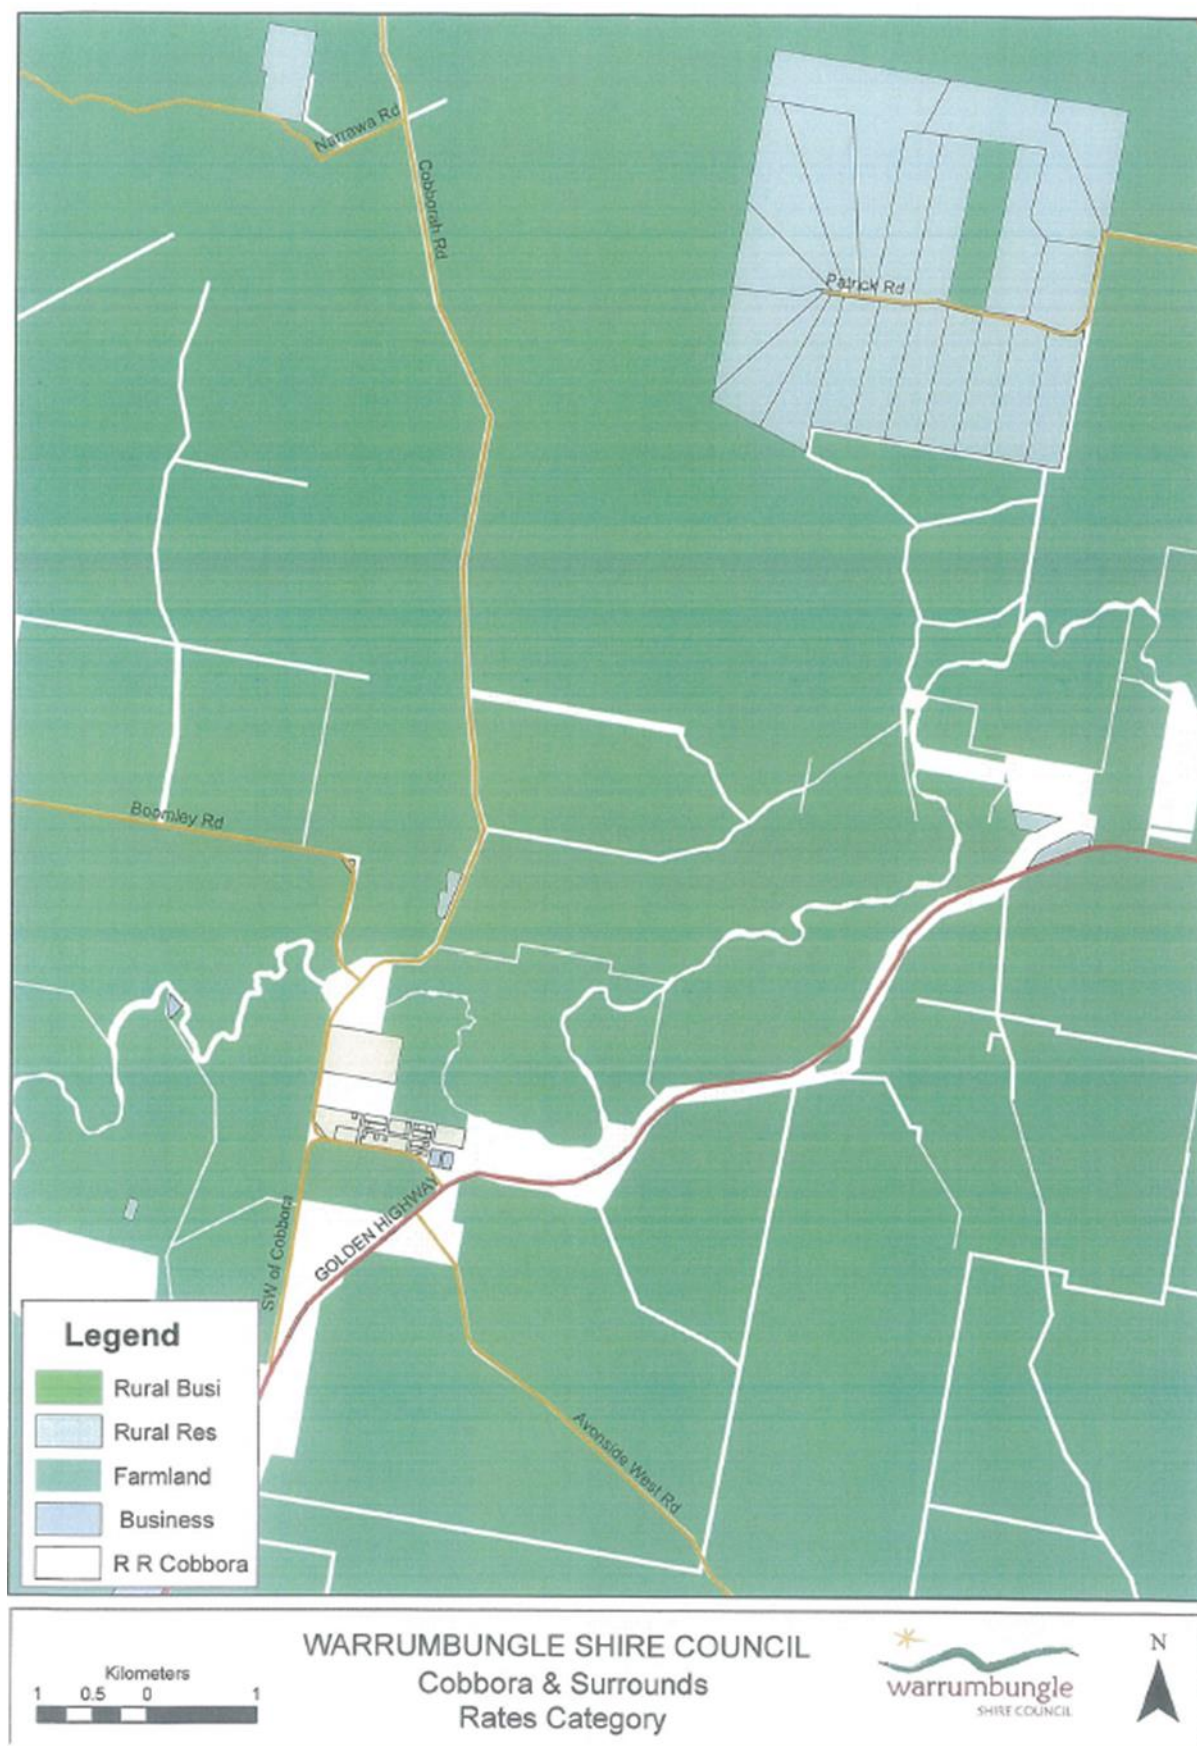 Narrawa Rd
Cobborah Rd
Patrick Rd
Boomley Rd
SW of Cobbora
GOLDEN HIGHWAY
Avonside West Rd
Legend
Rural Busi
Rural Res
Farmland
Business
R R Cobbora
Kilometers
1 0.5 0 1
WARRUMBUNGLE SHIRE COUNCIL
Cobbora & Surrounds
Rates Category
warrumbungle
SHIRE COUNCIL
N